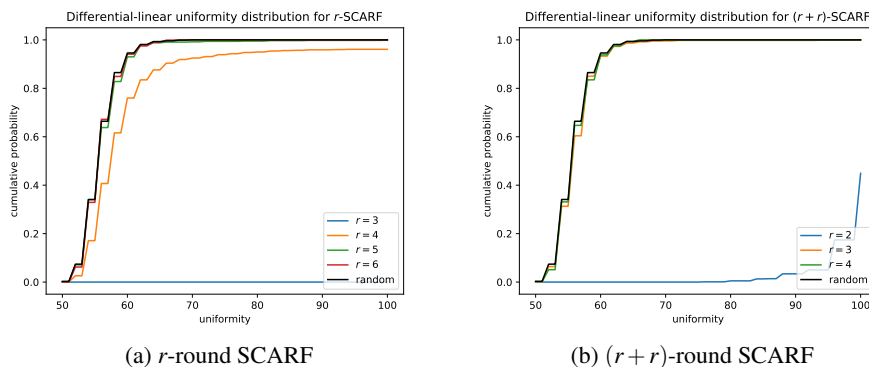 Differential-linear uniformity distribution for r-SCARF
1.0
0.8
0.6
0.4
0.2
0.0
cumulative probability
50 60 70 80 90 100
uniformity
r = 3
r = 4
r = 5
r = 6
random
(a) r-round SCARF
Differential-linear uniformity distribution for (r + r)-SCARF
1.0
0.8
0.6
0.4
0.2
0.0
cumulative probability
50 60 70 80 90 100
uniformity
r = 2
r = 3
r = 4
random
(b) (r + r)-round SCARF